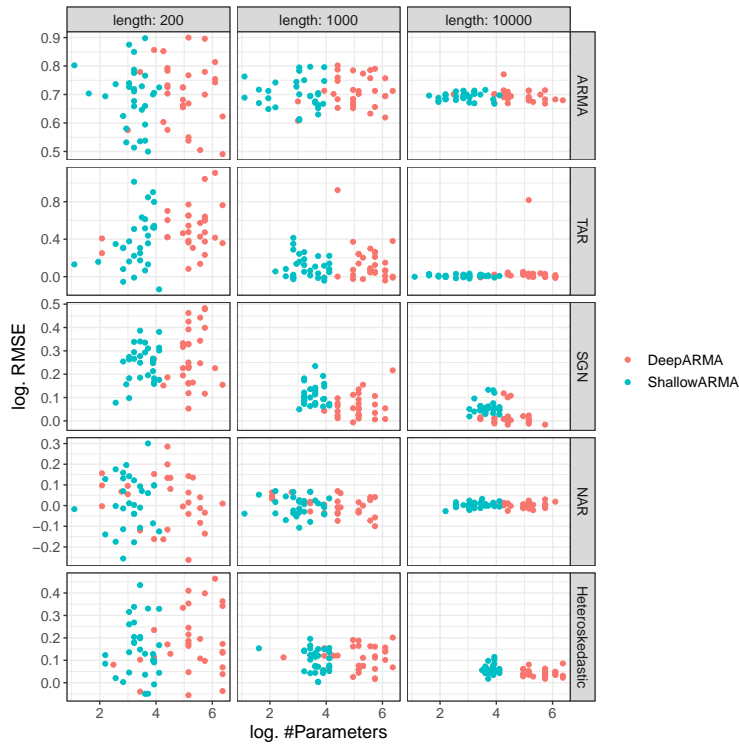 length: 200
length: 1000
length: 10000
0.9
0.8
0.7
0.6
0.5
ARMA
0.8
0.4
0.0
TAR
0.5
0.4
0.3
0.2
0.1
0.0
SGN
0.3
0.2
0.1
0.0
−0.1
−0.2
NAR
0.4
0.3
0.2
0.1
0.0
Heteroskedastic
2 4 6
2 4 6
2 4 6
log. #Parameters
log. RMSE
DeepARMA
ShallowARMA